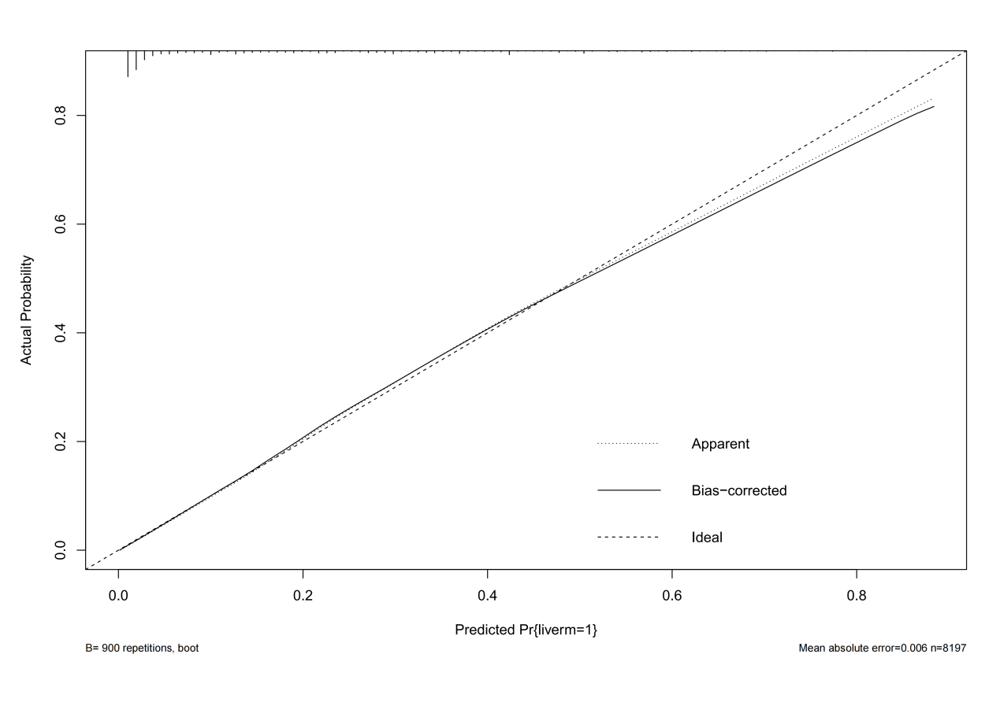 Actual Probability
0.8
0.6
0.4
0.2
0.0
Apparent
Bias−corrected
Ideal
0.0 0.2 0.4 0.6 0.8
Predicted Pr{liverm=1}
B= 900 repetitions, boot
Mean absolute error=0.006 n=8197